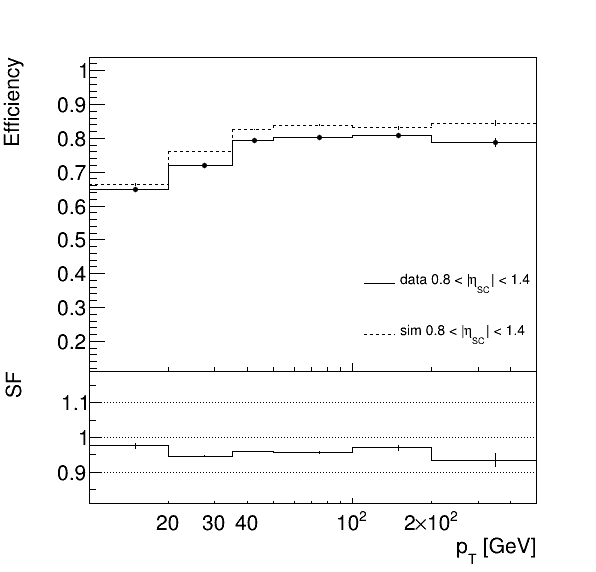 Efficiency
1
0.9
0.8
0.7
0.6
0.5
0.4
0.3
0.2
data 0.8 < |η_SC| < 1.4
sim 0.8 < |η_SC| < 1.4
SF
1.1
1
0.9
20 30 40 10² 2×10²
p_T [GeV]